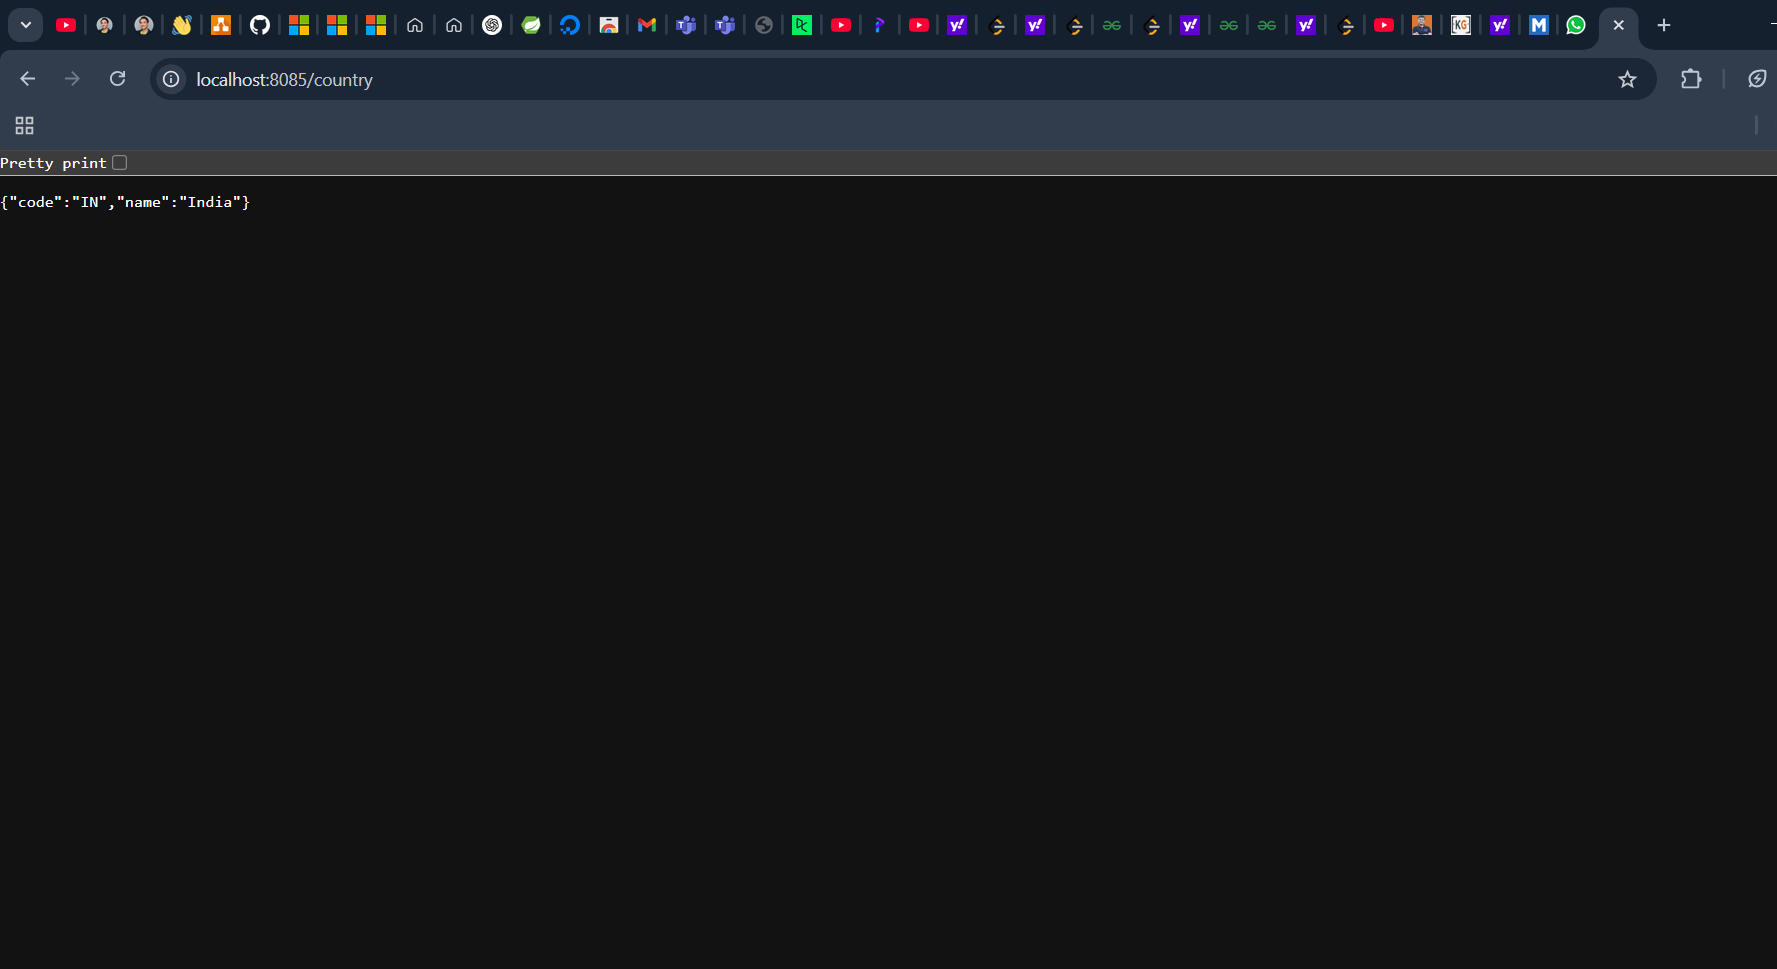 localhost:8085/country
Pretty print
{"code":"IN","name":"India"}